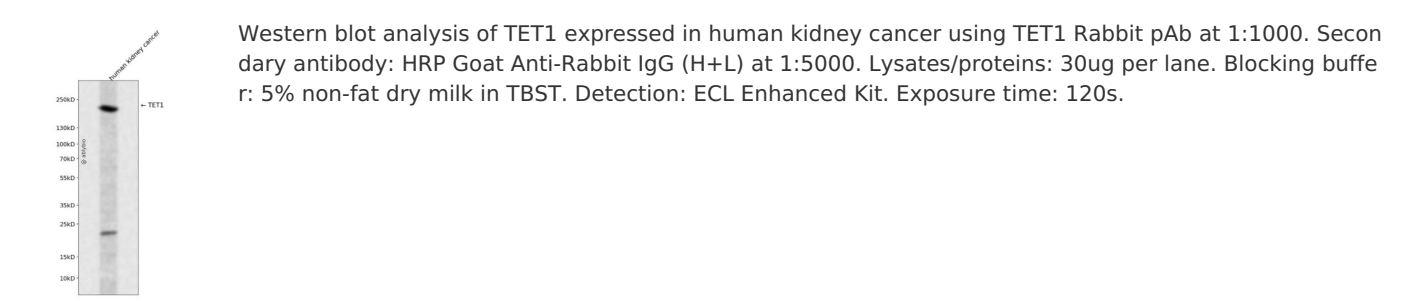 human kidney cancer
Western blot analysis of TET1 expressed in human kidney cancer using TET1 Rabbit pAb at 1:1000. Secon
dary antibody: HRP Goat Anti-Rabbit IgG (H+L) at 1:5000. Lysates/proteins: 30ug per lane. Blocking buffe
r: 5% non-fat dry milk in TBST. Detection: ECL Enhanced Kit. Exposure time: 120s.
250kD
← TET1
130kD
100kD
70kD
@ ablybio
55kD
35kD
25kD
15kD
10kD